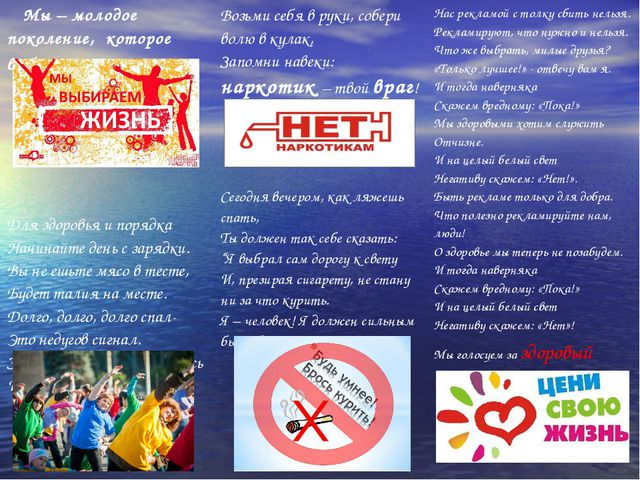 Мы – молодое
поколение, которое
МЫ
ВЫБИРАЕМ
ЖИЗНЬ
Для здоровья и порядка
Начинайте день с зарядки.
Вы не ешьте мясо в тесте,
Будет талия на месте.
Долго, долго, долго спал-
Это недугов сигнал.
Возьми себя в руки, собери
волю в кулак,
Запомни навеки:
наркотик – твой враг!
НЕТ
НАРКОТИКАМ
Сегодня вечером, как ляжешь
спать,
Ты должен так себе сказать:
"Я выбрал сам дорогу к свету
И, презирая сигарету, не стану
ни за что курить.
Я – человек! Я должен сильным
Будь умнее!
Брось курить!
Нас рекламой с толку сбить нельзя.
Рекламируют, что нужно и нельзя.
Что же выбрать, милые друзья?
«Только лучшее!» - отвечу вам я.
И тогда наверняка
Скажем вредному: «Пока!»
Мы здоровыми хотим служить
Отчизне.
И на целый белый свет
Негативу скажем: «Нет!».
Быть рекламе только для добра.
Что полезно рекламируйте нам,
люди!
О здоровье мы теперь не позабудем.
И тогда наверняка
Скажем вредному: «Пока!»
И на целый белый свет
Негативу скажем: «Нет»!
Мы голосуем за здоровый
ЦЕНИ
СВОЮ
ЖИЗНЬ